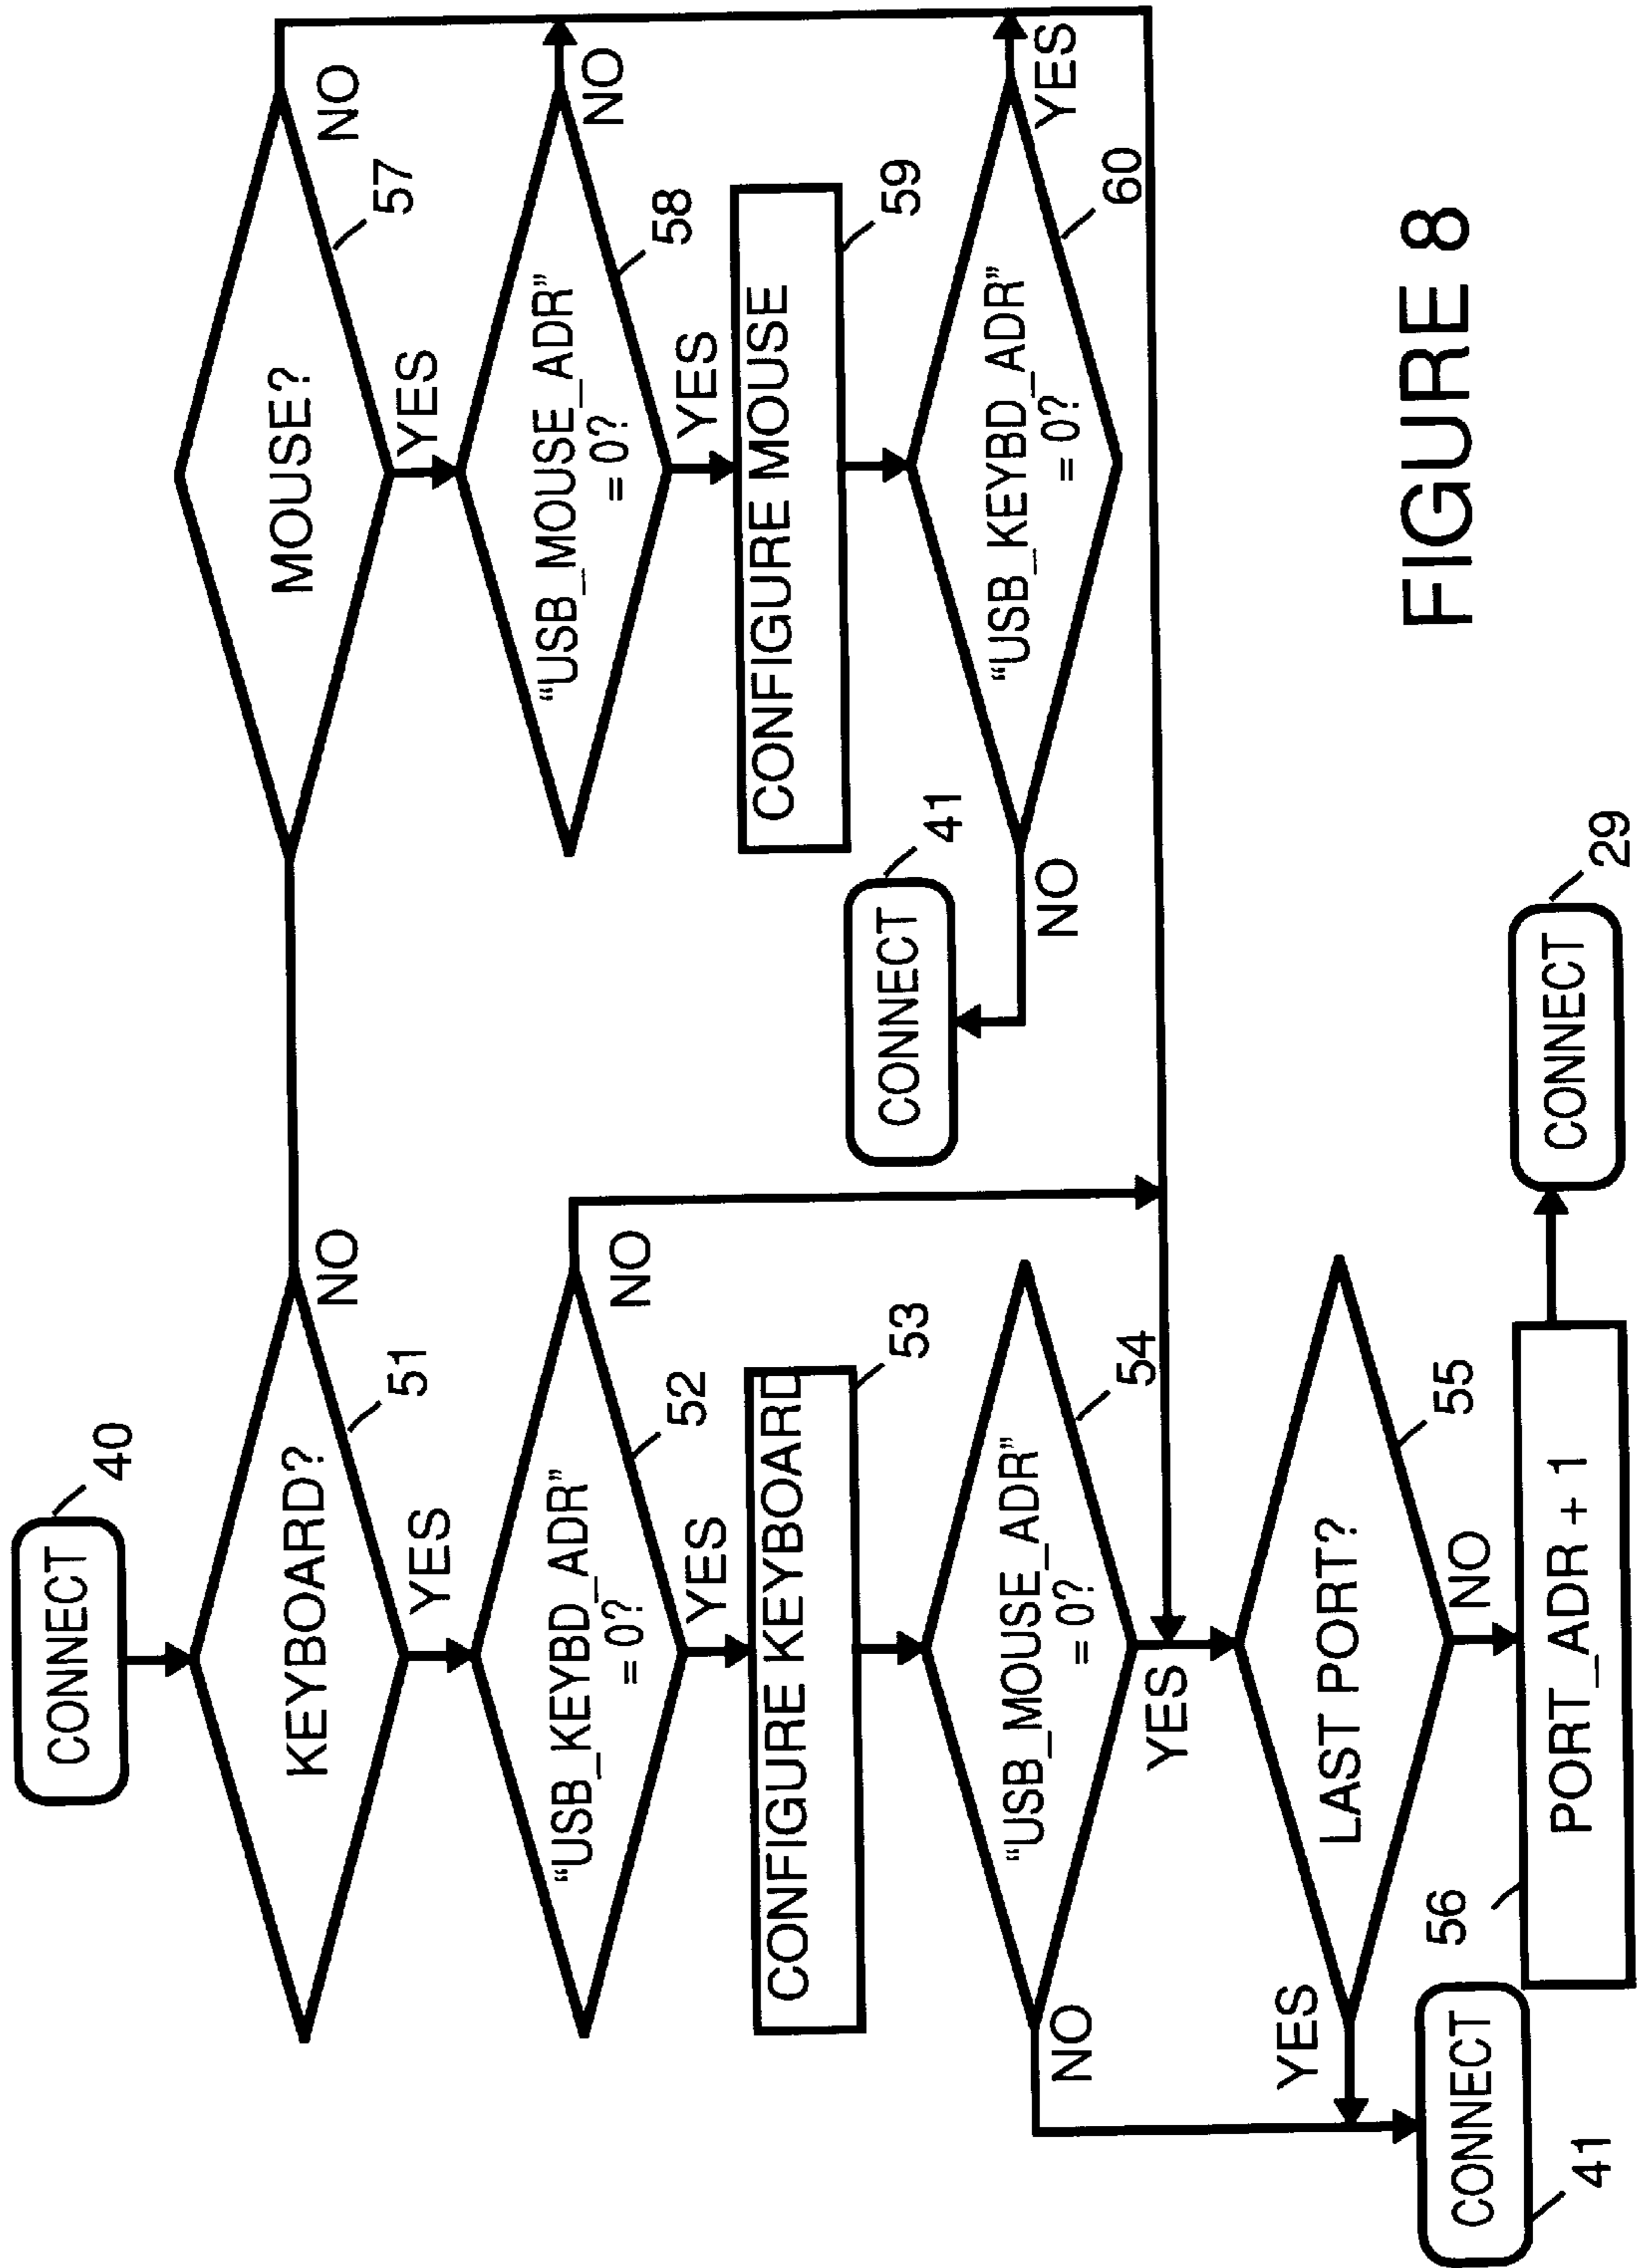 CONNECT
40
KEYBOARD?
51
NO
YES
“USB_KEYBD_ADR”
= 0?
52
NO
YES
CONFIGURE KEYBOARD
53
“USB_MOUSE_ADR”
= 0?
54
NO
YES
LAST PORT?
55
YES
NO
56
PORT_ADR + 1
CONNECT
41
CONNECT
29
MOUSE?
57
NO
YES
“USB_MOUSE_ADR”
= 0?
58
NO
YES
CONFIGURE MOUSE
59
“USB_KEYBD_ADR”
= 0?
60
YES
NO
CONNECT
41
FIGURE 8